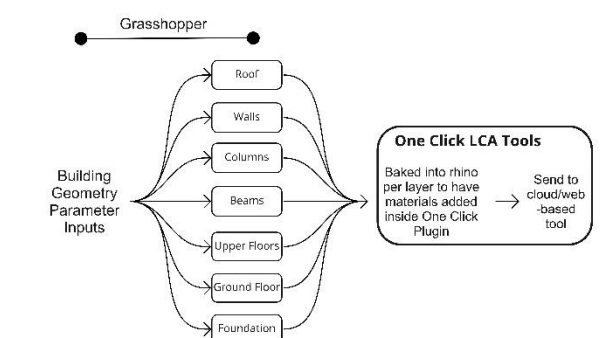 Grasshopper
Building
Geometry
Parameter
Inputs
Roof
Walls
Columns
Beams
Upper Floors
Ground Floor
Foundation
One Click LCA Tools
Baked into rhino
per layer to have
materials added
inside One Click
Plugin
Send to
cloud/web
-based
tool